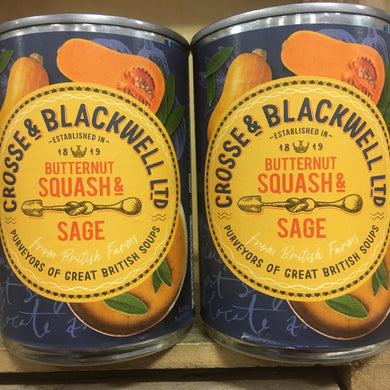 CROSSE & BLACKWELL LTD
ESTABLISHED IN
1819
BUTTERNUT
SQUASH &
SAGE
from British Farms
PURVEYORS OF GREAT BRITISH SOUPS
CROSSE & BLACKWELL LTD
ESTABLISHED IN
1819
BUTTERNUT
SQUASH &
SAGE
from British Farms
PURVEYORS OF GREAT BRITISH SOUPS